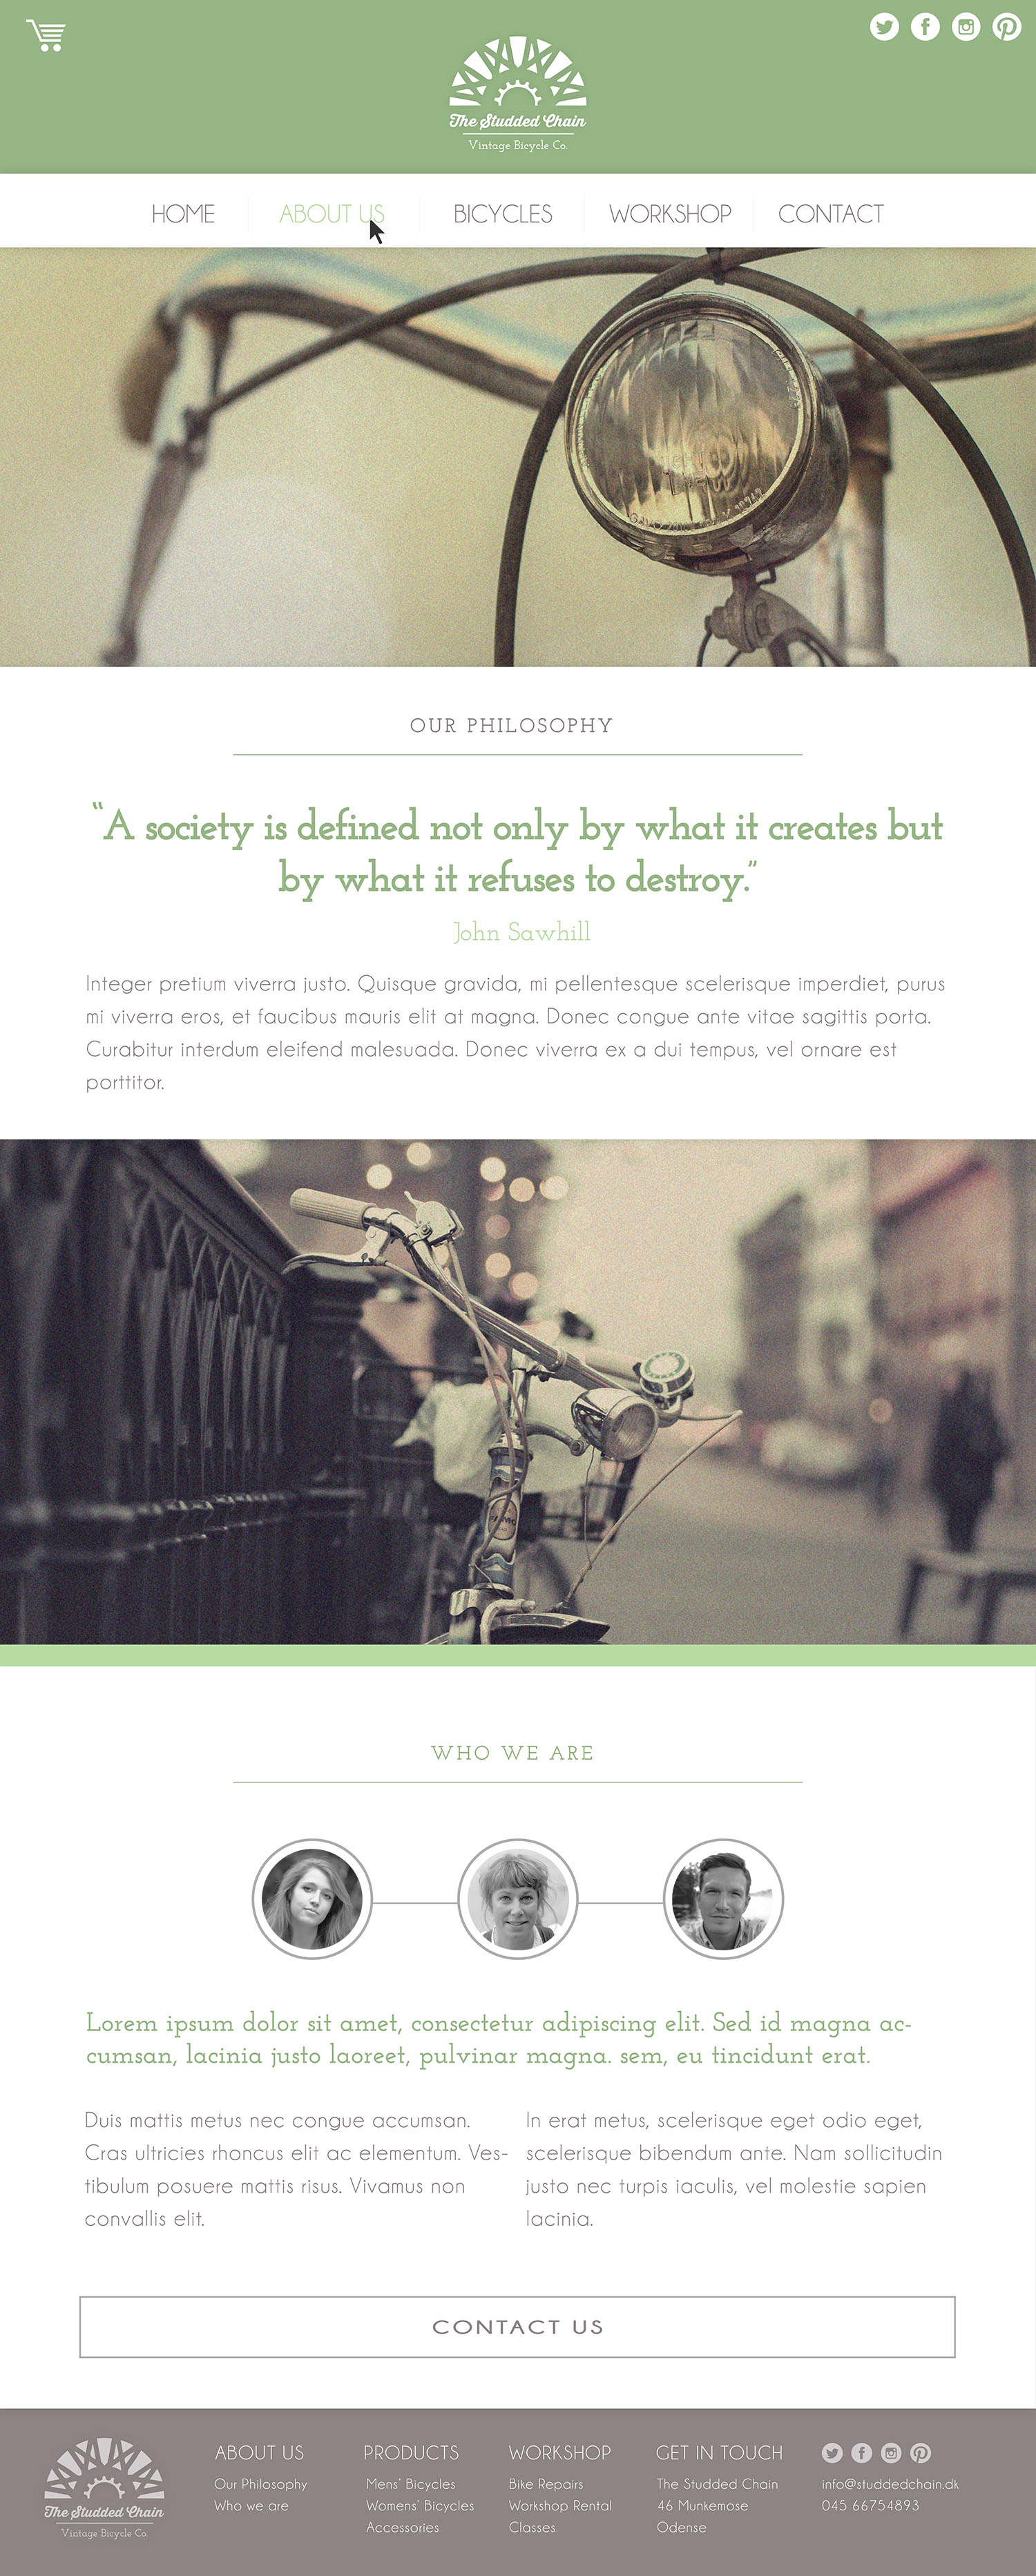 The Studded Chain
Vintage Bicycle Co.
HOME ABOUT US BICYCLES WORKSHOP CONTACT
OUR PHILOSOPHY
“A society is defined not only by what it creates but
by what it refuses to destroy.”
John Sawhill
Integer pretium viverra justo. Quisque gravida, mi pellentesque scelerisque imperdiet, purus
mi viverra eros, et faucibus mauris elit at magna. Donec congue ante vitae sagittis porta.
Curabitur interdum eleifend malesuada. Donec viverra ex a dui tempus, vel ornare est
porttitor.
WHO WE ARE
Lorem ipsum dolor sit amet, consectetur adipiscing elit. Sed id magna ac-
cumsan, lacinia justo laoreet, pulvinar magna. sem, eu tincidunt erat.
Duis mattis metus nec congue accumsan.
Cras ultricies rhoncus elit ac elementum. Ves-
tibulum posuere mattis risus. Vivamus non
convallis elit.
In erat metus, scelerisque eget odio eget,
scelerisque bibendum ante. Nam sollicitudin
justo nec turpis iaculis, vel molestie sapien
lacinia.
CONTACT US
The Studded Chain
Vintage Bicycle Co.
ABOUT US
Our Philosophy
Who we are
PRODUCTS
Mens' Bicycles
Womens' Bicycles
Accessories
WORKSHOP
Bike Repairs
Workshop Rental
Classes
GET IN TOUCH
The Studded Chain
46 Munkemose
Odense
info@studdedchain.dk
045 66754893